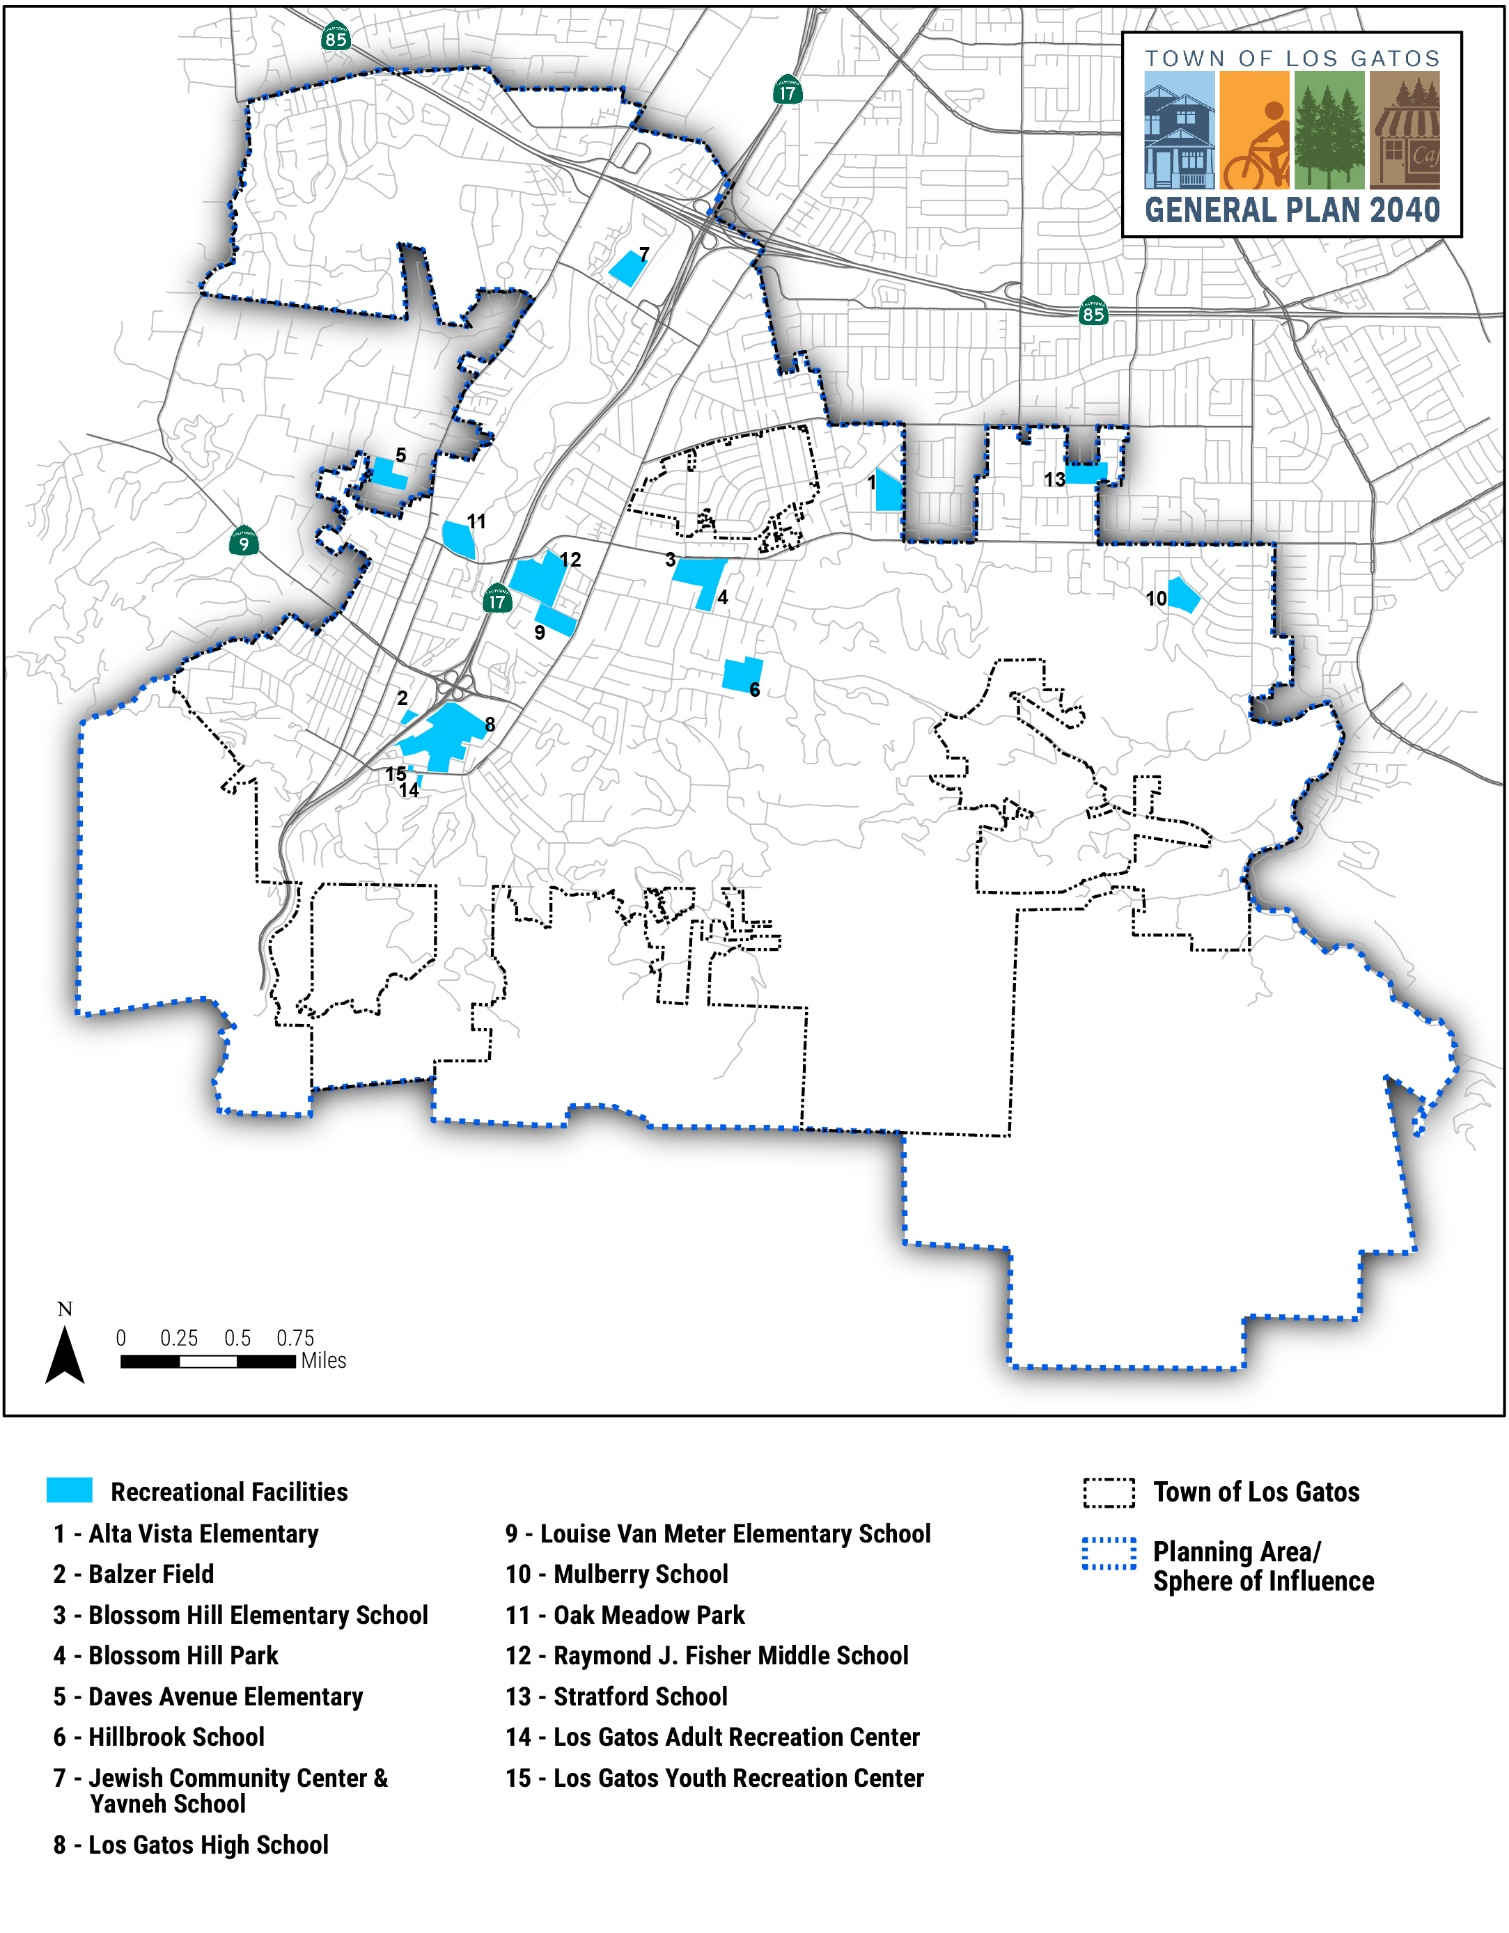 85
17
TOWN OF LOS GATOS
GENERAL PLAN 2040
7
85
5
1
13
11
9
12
3
4
17
10
9
6
2
8
15
14
N
0 0.25 0.5 0.75
Miles
Recreational Facilities
1 - Alta Vista Elementary
2 - Balzer Field
3 - Blossom Hill Elementary School
4 - Blossom Hill Park
5 - Daves Avenue Elementary
6 - Hillbrook School
7 - Jewish Community Center &
Yavneh School
8 - Los Gatos High School
9 - Louise Van Meter Elementary School
10 - Mulberry School
11 - Oak Meadow Park
12 - Raymond J. Fisher Middle School
13 - Stratford School
14 - Los Gatos Adult Recreation Center
15 - Los Gatos Youth Recreation Center
Town of Los Gatos
Planning Area/
Sphere of Influence